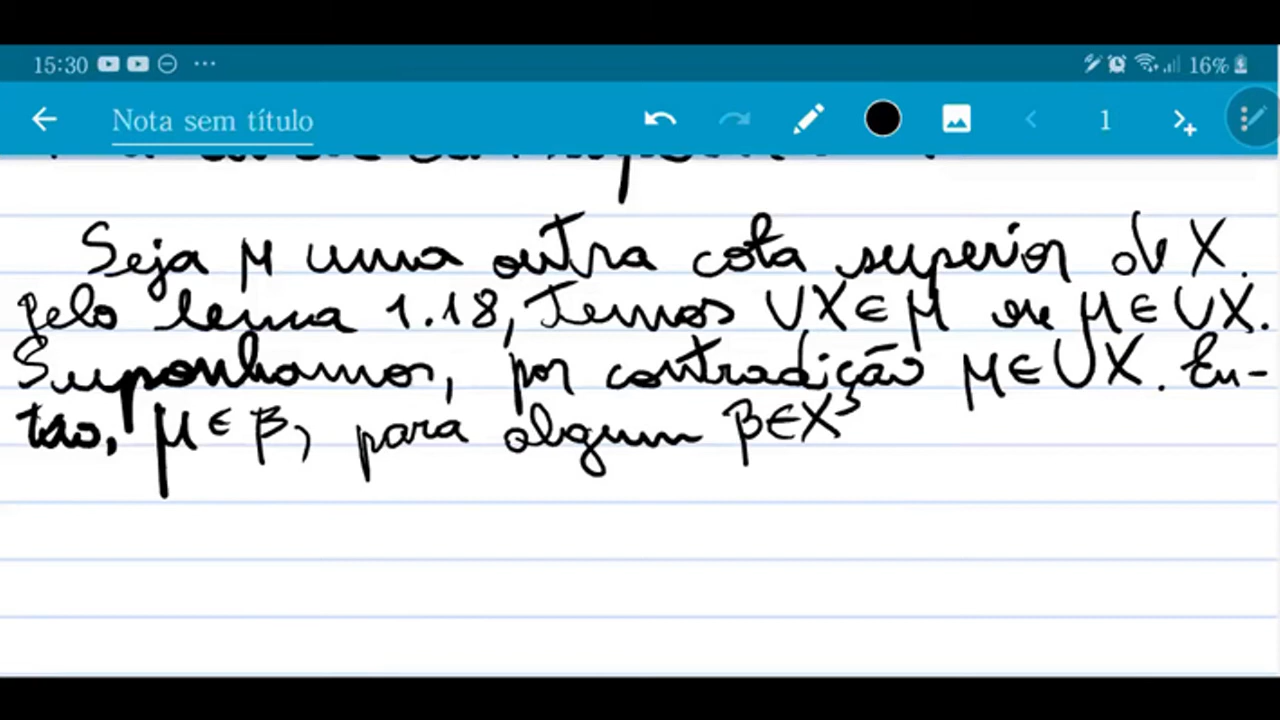 15:30 16%
Nota sem título 1
Seja μ uma outra cota superior de X.
Pelo lema 1.18, temos ∪X ∈ μ ou μ ∈ ∪X.
Suponhamos, por contradição μ ∈ ∪X. En-
tão, μ ∈ β, para algum β ∈ X